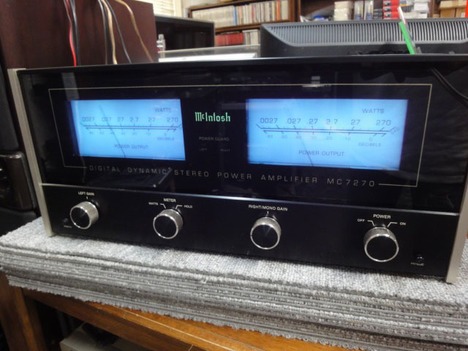 WATTS
.0027 .027 .27 2.7 27 270
POWER OUTPUT
McIntosh
POWER GUARD
WATTS
.0027 .027 .27 2.7 27 270
DECIBELS
POWER OUTPUT
DIGITAL DYNAMIC STEREO POWER AMPLIFIER MC7270
LEFT GAIN
METER
WATTS
HOLD
RIGHT/MONO GAIN
POWER
OFF
ON